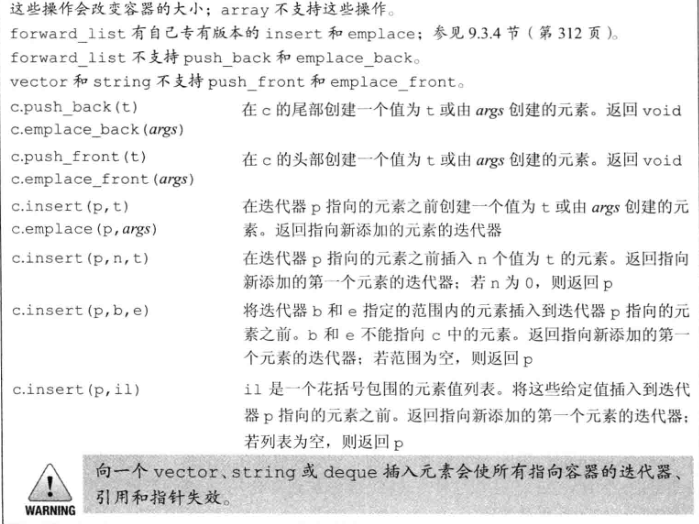 这些操作会改变容器的大小；array 不支持这些操作。
forward_list 有自己专有版本的 insert 和 emplace；参见 9.3.4 节（第 312 页）。
forward_list 不支持 push_back 和 emplace_back。
vector 和 string 不支持 push_front 和 emplace_front。
c.push_back(t) 在 c 的尾部创建一个值为 t 或由 args 创建的元素。返回 void
c.emplace_back(args)
c.push_front(t) 在 c 的头部创建一个值为 t 或由 args 创建的元素。返回 void
c.emplace_front(args)
c.insert(p,t) 在迭代器 p 指向的元素之前创建一个值为 t 或由 args 创建的元
c.emplace(p,args) 素。返回指向新添加的元素的迭代器
c.insert(p,n,t) 在迭代器 p 指向的元素之前插入 n 个值为 t 的元素。返回指向
新添加的第一个元素的迭代器；若 n 为 0，则返回 p
c.insert(p,b,e) 将迭代器 b 和 e 指定的范围内的元素插入到迭代器 p 指向的元
素之前。b 和 e 不能指向 c 中的元素。返回指向新添加的第一
个元素的迭代器；若范围为空，则返回 p
c.insert(p,il) il 是一个花括号包围的元素值列表。将这些给定值插入到迭代
器 p 指向的元素之前。返回指向新添加的第一个元素的迭代器；
若列表为空，则返回 p
向一个 vector、string 或 deque 插入元素会使所有指向容器的迭代器、
引用和指针失效。
WARNING